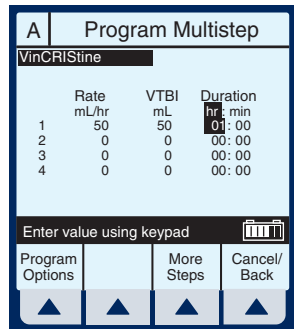 A Program Multistep
VinCRIStine
Rate VTBI Duration
mL/hr mL hr: min
1 50 50 01: 00
2 0 0 00: 00
3 0 0 00: 00
4 0 0 00: 00
Enter value using keypad
Program More Cancel/
Options Steps Back